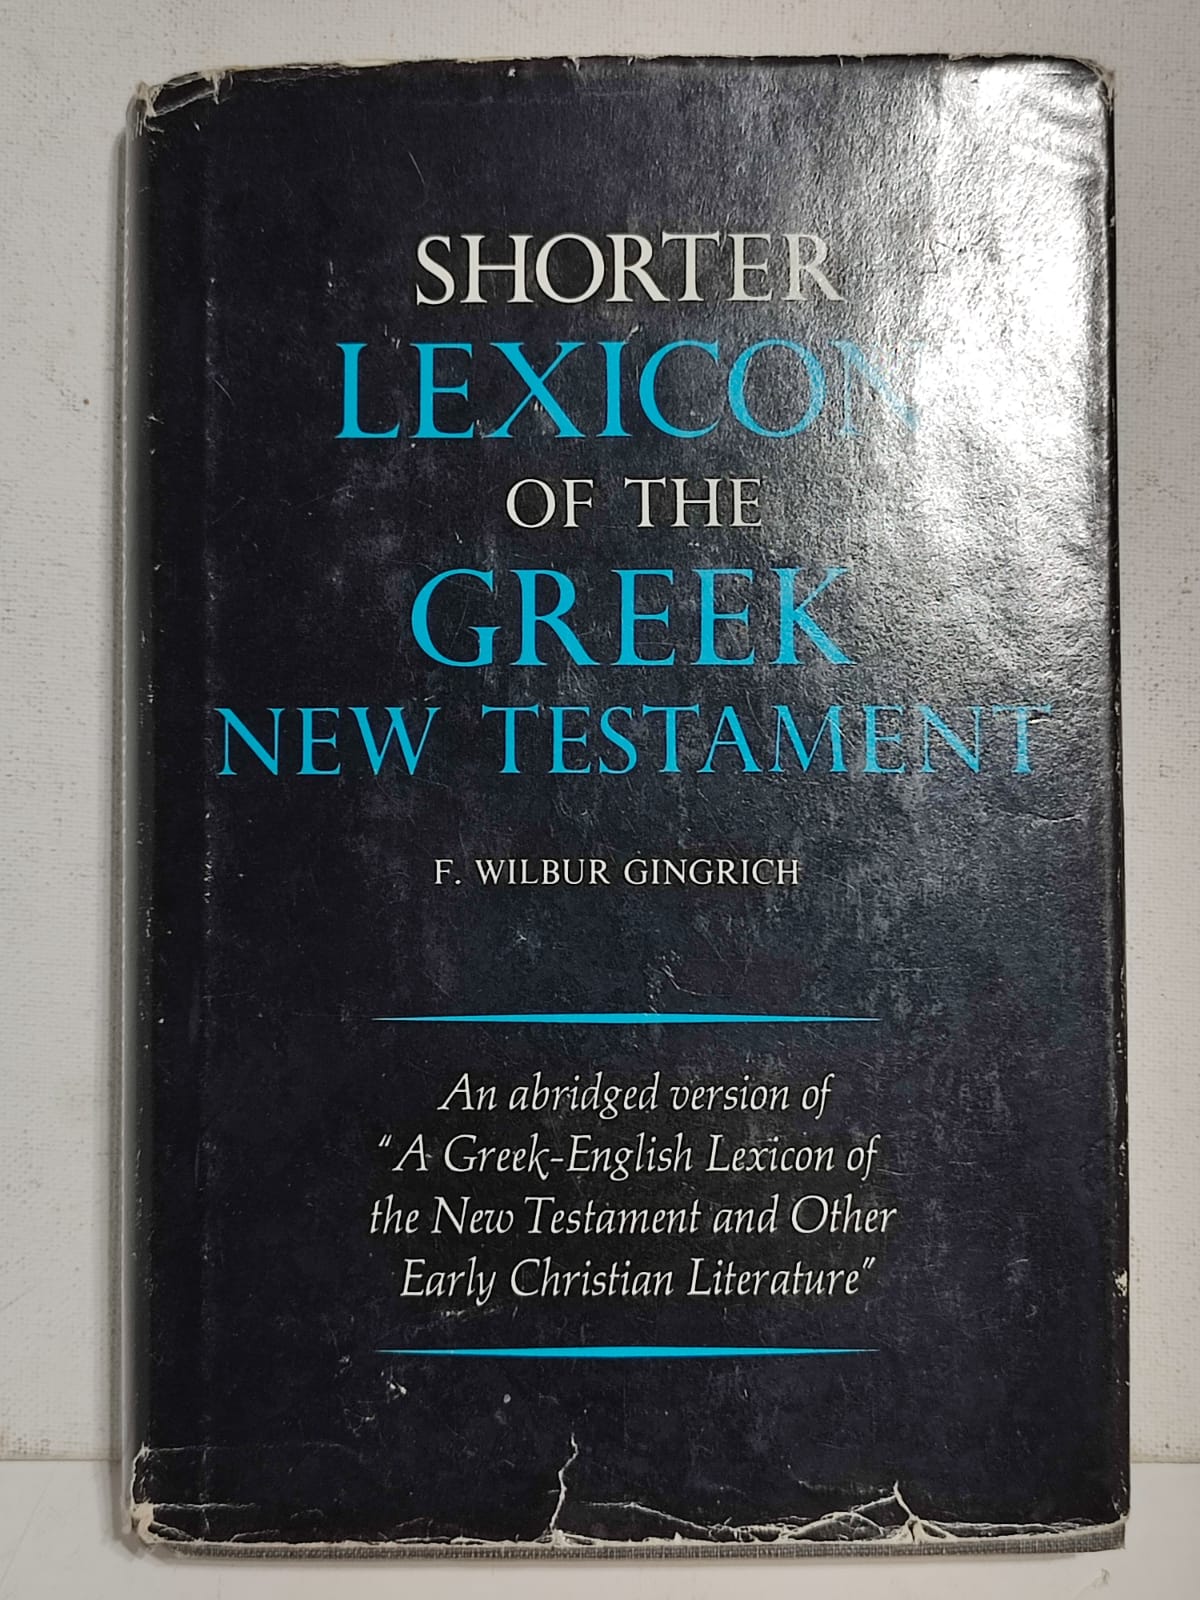 SHORTER
LEXICON
OF THE
GREEK
NEW TESTAMENT
F. WILBUR GINGRICH
An abridged version of
"A Greek-English Lexicon of
the New Testament and Other
Early Christian Literature"